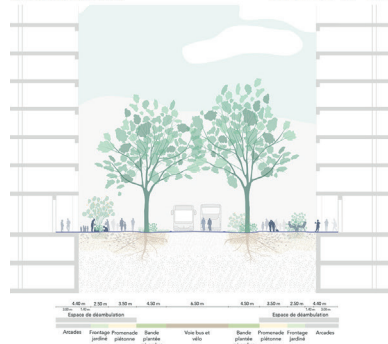 4.40 m 2.50 m 3.50 m 4.50 m 6.50 m 4.50 m 3.50 m 2.50 m 4.40 m
Espace de déambulation Espace de déambulation
Arcades Frontage jardiné Promenade piétonne Bande plantée Voie bus et vélo Bande plantée Promenade piétonne Frontage jardiné Arcades